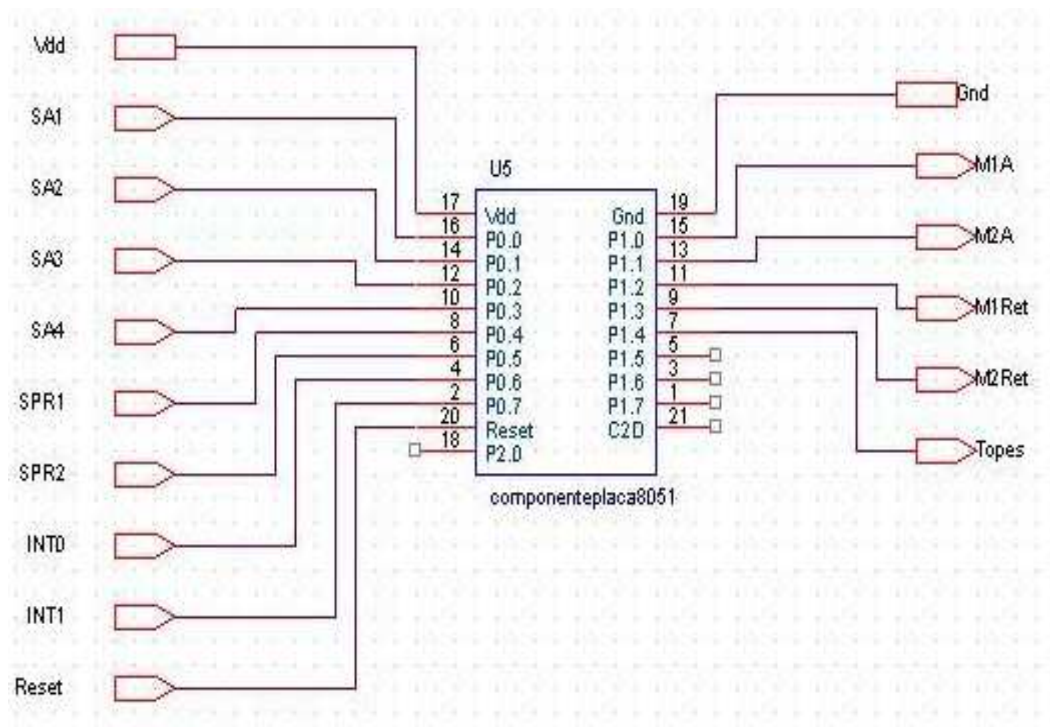 Vdd
SA1
SA2
SA3
SA4
SPR1
SPR2
INT0
INT1
Reset
U5
17 Vdd Gnd 19
16 P0.0 P1.0 15
14 P0.1 P1.1 13
12 P0.2 P1.2 11
10 P0.3 P1.3 9
8 P0.4 P1.4 7
6 P0.5 P1.5 5
4 P0.6 P1.6 3
2 P0.7 P1.7 1
20 Reset C2D 21
18 P2.0
componenteplaca8051
Gnd
M1A
M2A
M1Ret
M2Ret
Topes